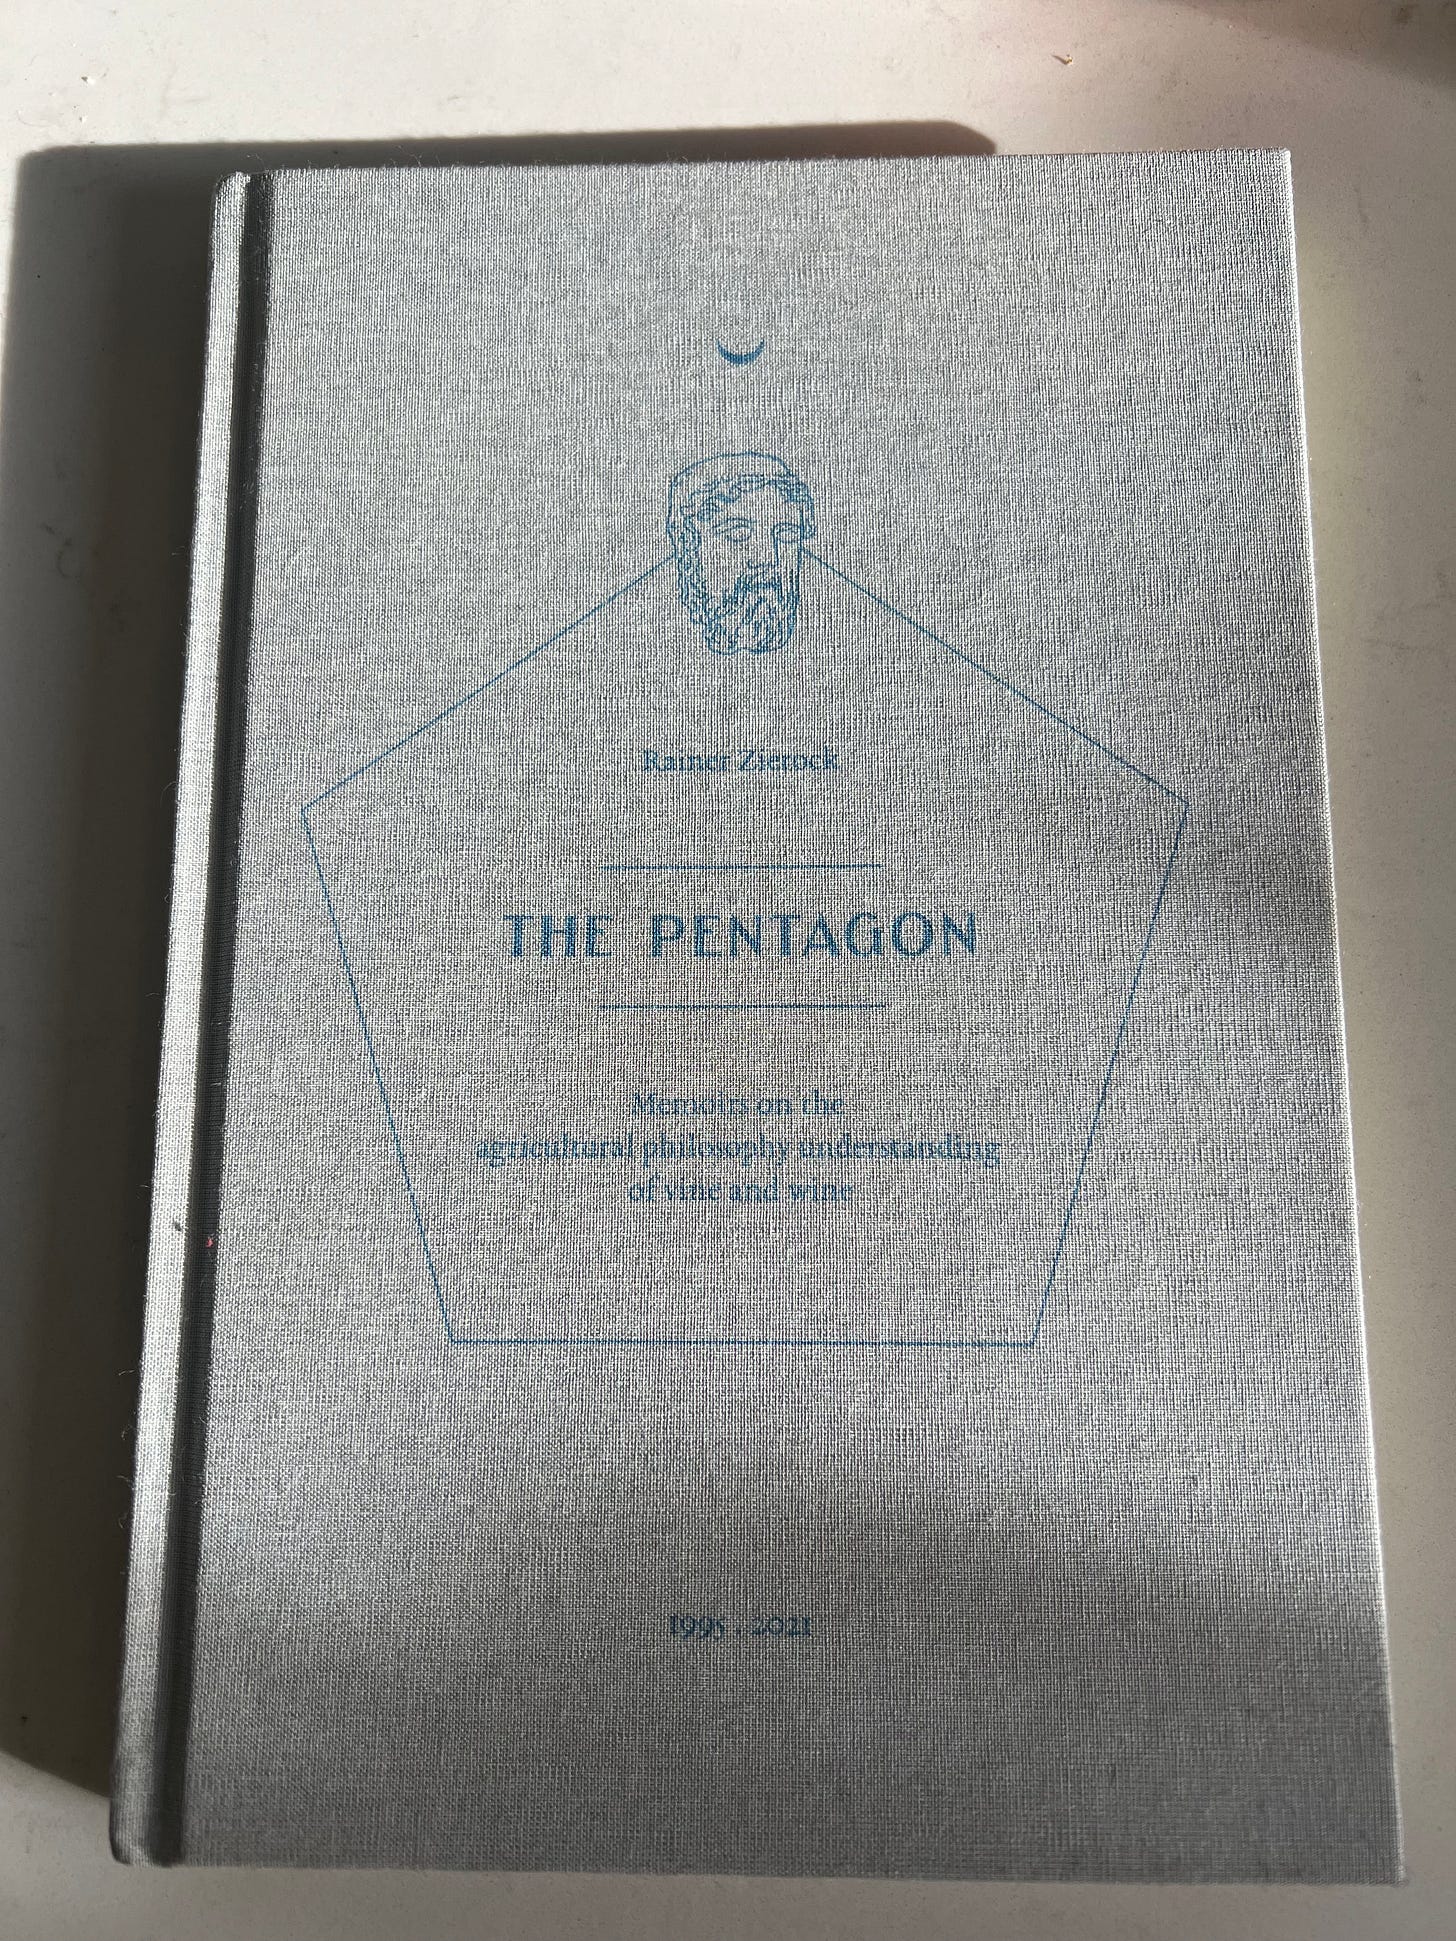 Rainer Zierock
THE PENTAGON
Memoirs on the
agricultural philosophy understanding
of vine and wine
1995 . 2021